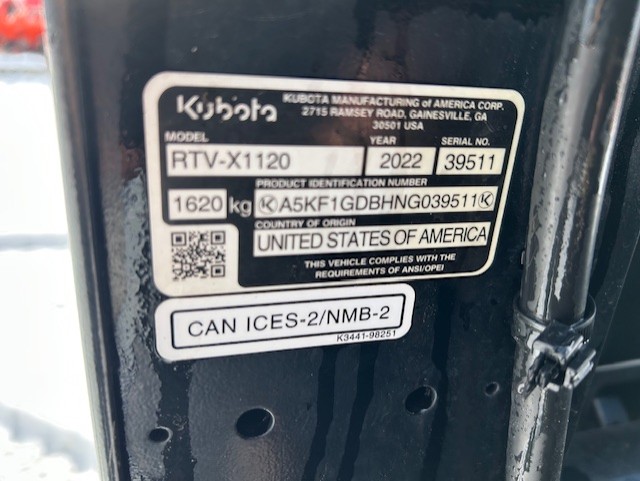 Kubota
KUBOTA MANUFACTURING of AMERICA CORP.
2715 RAMSEY ROAD, GAINESVILLE, GA
30501 USA
MODEL YEAR SERIAL NO.
RTV-X1120 2022 39511
PRODUCT IDENTIFICATION NUMBER
1620 kg A5KF1GDBHNG039511
COUNTRY OF ORIGIN
UNITED STATES OF AMERICA
THIS VEHICLE COMPLIES WITH THE
REQUIREMENTS OF ANSI/OPEI
CAN ICES-2/NMB-2
K3441-98251